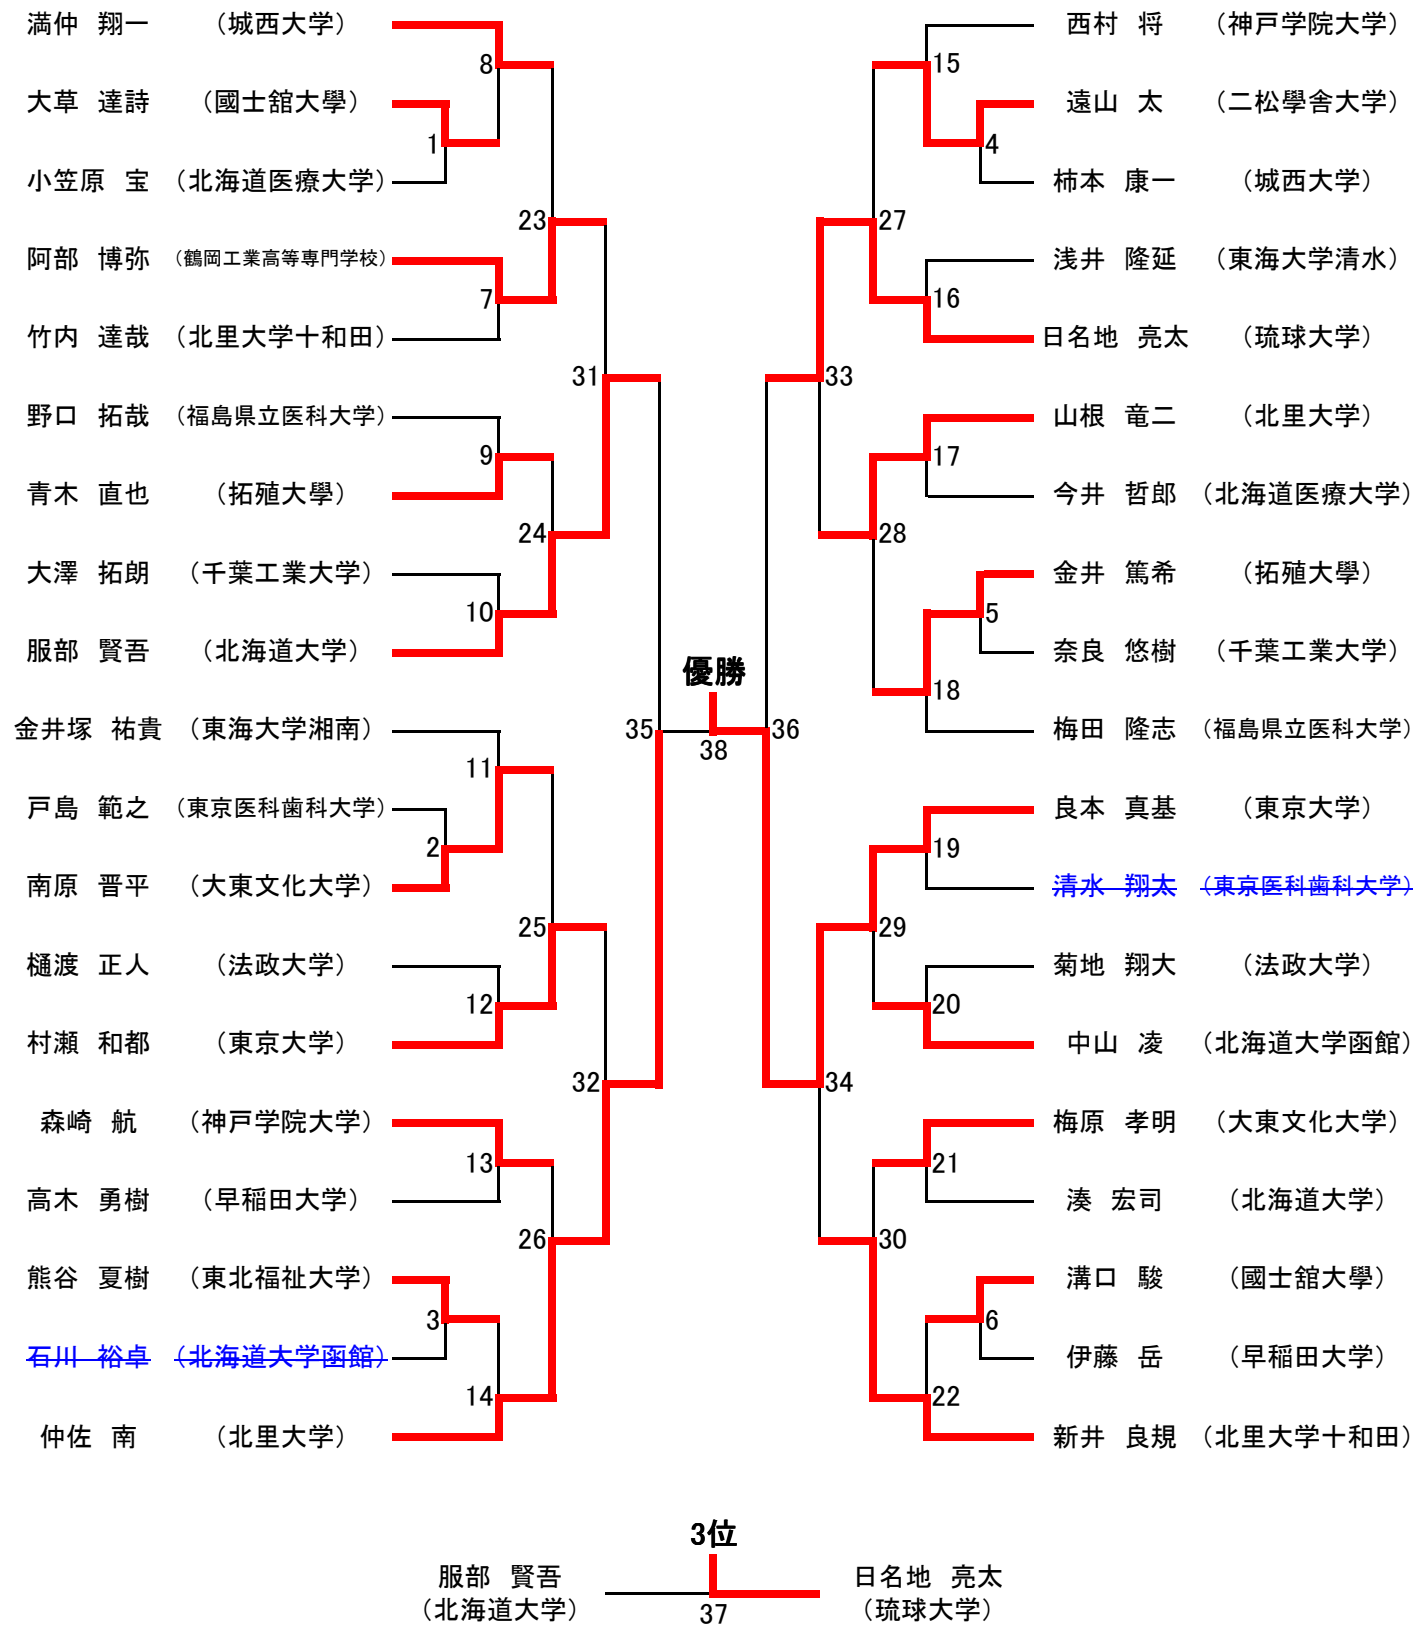 満仲 翔一 (城西大学)
8
大草 達詩 (國士舘大學)
1
小笠原 宝 (北海道医療大学)
23
阿部 博弥 (鶴岡工業高等専門学校)
7
竹内 達哉 (北里大学十和田)
31
野口 拓哉 (福島県立医科大学)
9
青木 直也 (拓殖大學)
24
大澤 拓朗 (千葉工業大学)
10
服部 賢吾 (北海道大学)
金井塚 祐貴 (東海大学湘南)
35
11
戸島 範之 (東京医科歯科大学)
2
南原 晋平 (大東文化大学)
25
樋渡 正人 (法政大学)
12
村瀬 和都 (東京大学)
32
森崎 航 (神戸学院大学)
13
高木 勇樹 (早稲田大学)
26
熊谷 夏樹 (東北福祉大学)
3
石川 裕卓 (北海道大学函館)
14
仲佐 南 (北里大学)
優勝
38
西村 将 (神戸学院大学)
15
遠山 太 (二松學舎大学)
4
柿本 康一 (城西大学)
27
浅井 隆延 (東海大学清水)
16
日名地 亮太 (琉球大学)
33
山根 竜二 (北里大学)
17
今井 哲郎 (北海道医療大学)
28
金井 篤希 (拓殖大學)
5
奈良 悠樹 (千葉工業大学)
18
梅田 隆志 (福島県立医科大学)
36
良本 真基 (東京大学)
19
清水 翔太 (東京医科歯科大学)
29
菊地 翔大 (法政大学)
20
中山 凌 (北海道大学函館)
34
梅原 孝明 (大東文化大学)
21
湊 宏司 (北海道大学)
30
溝口 駿 (國士舘大學)
6
伊藤 岳 (早稲田大学)
22
新井 良規 (北里大学十和田)
3位
服部 賢吾
(北海道大学)
37
日名地 亮太
(琉球大学)